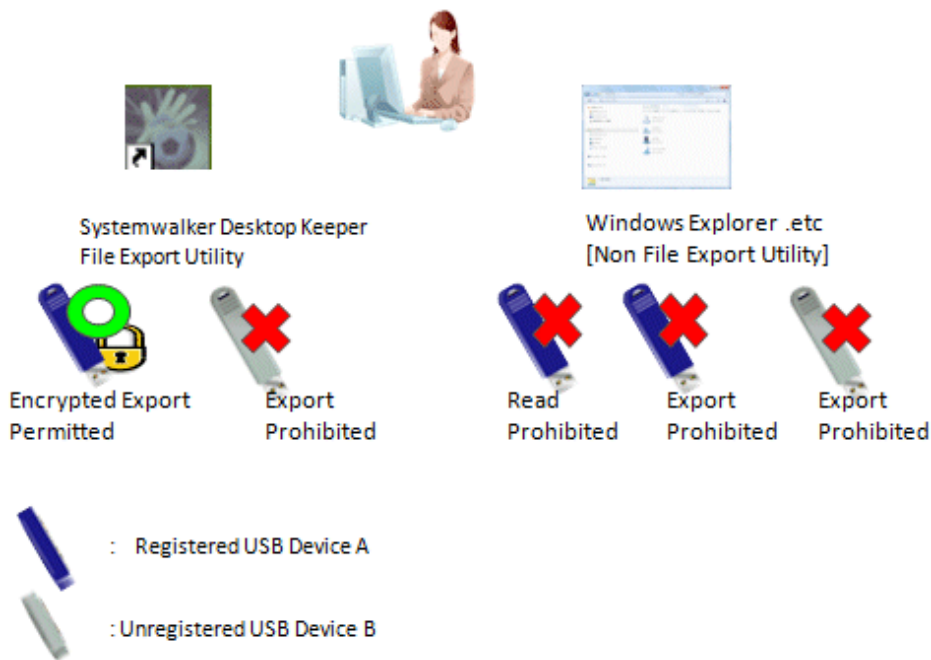 Systemwalker Desktop Keeper
File Export Utility
Windows Explorer .etc
[Non File Export Utility]
Encrypted Export
Permitted
Export
Prohibited
Read
Prohibited
Export
Prohibited
Export
Prohibited
: Registered USB Device A
: Unregistered USB Device B